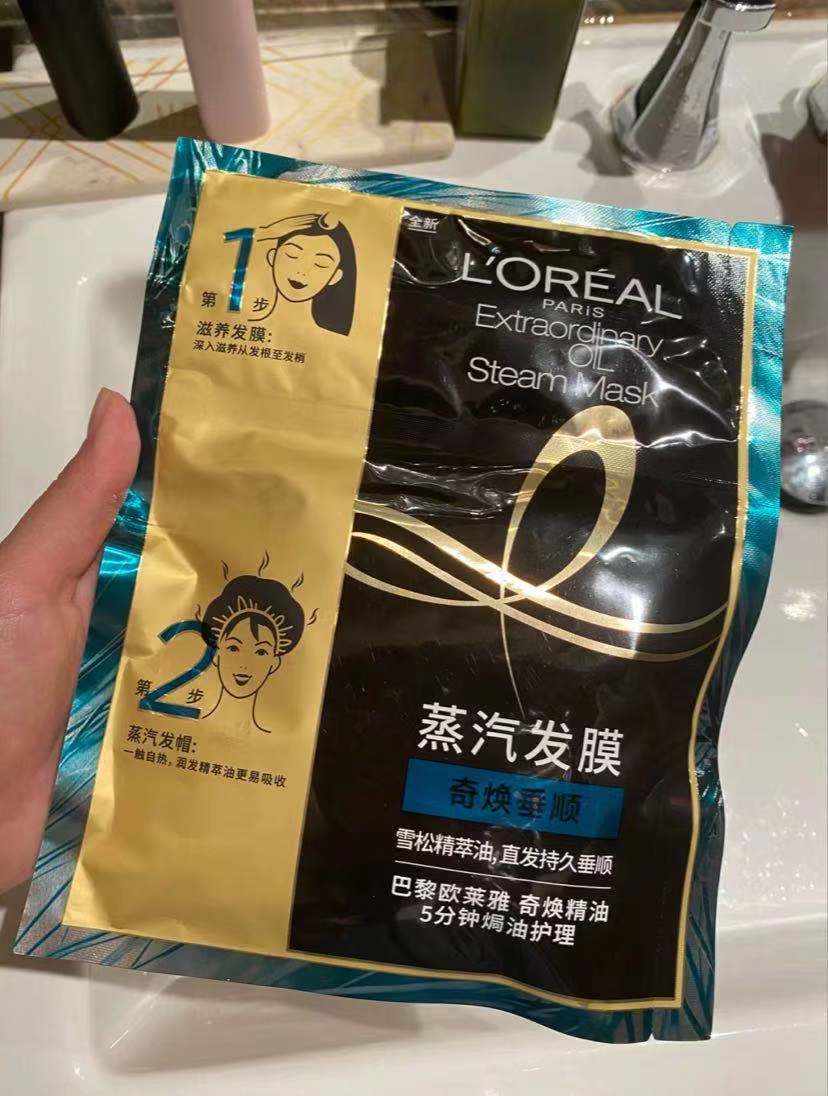 第1步
滋养发膜:
深入滋养从发根至发梢
第2步
蒸汽发帽:
一触自热，润发精萃油更易吸收
全新
L'ORÉAL
PARIS
Extraordinary
OIL
Steam Mask
蒸汽发膜
奇焕垂顺
雪松精萃油,直发持久垂顺
巴黎欧莱雅 奇焕精油
5分钟焗油护理